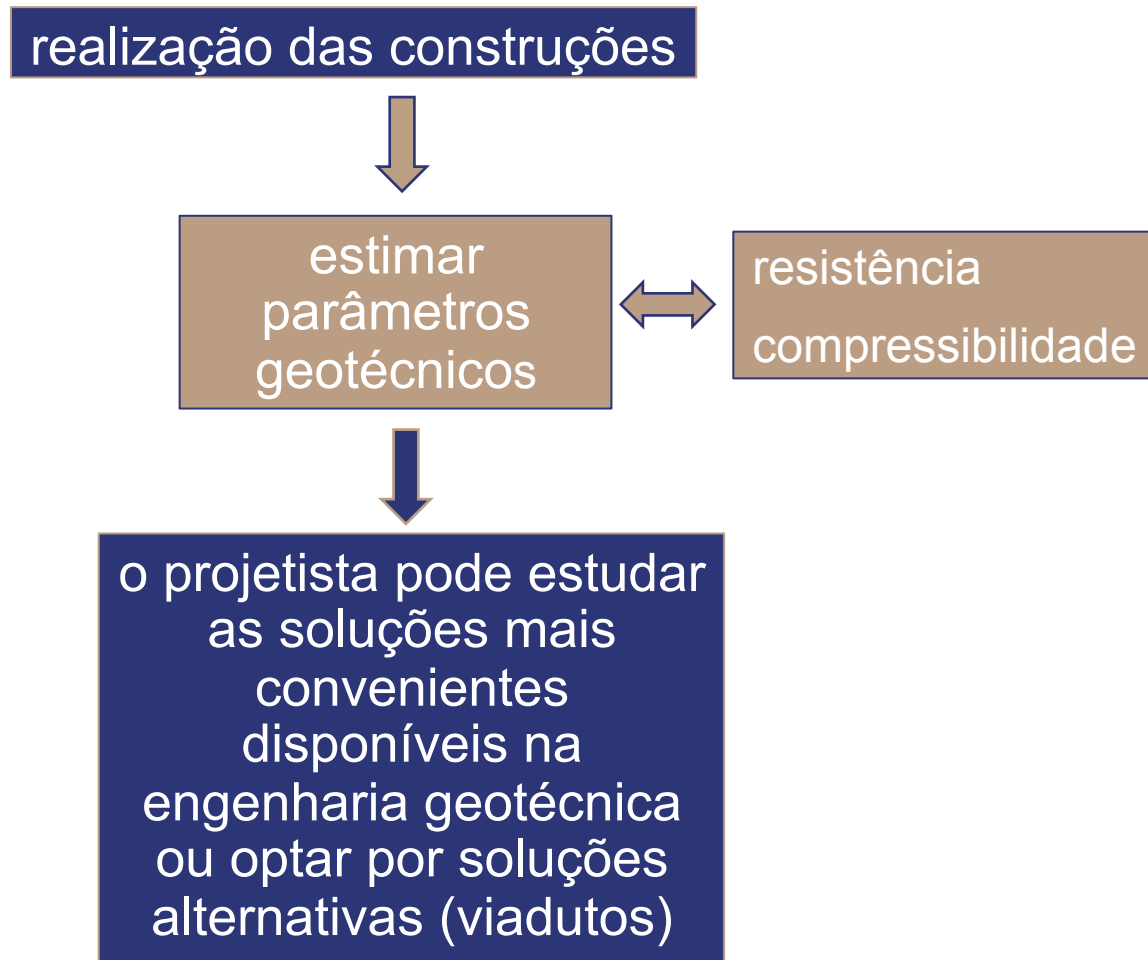 realização das construções
estimar
parâmetros
geotécnicos
resistência
compressibilidade
o projetista pode estudar
as soluções mais
convenientes
disponíveis na
engenharia geotécnica
ou optar por soluções
alternativas (viadutos)